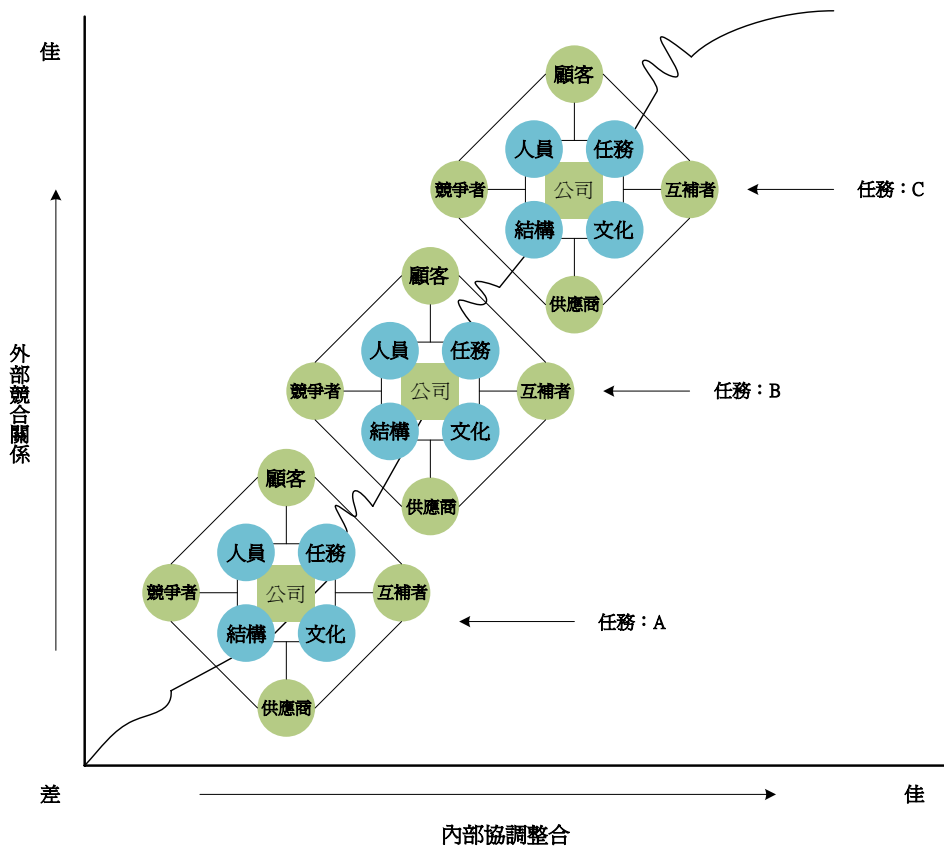 佳
顧客
人員
任務
競爭者
公司
互補者
任務：C
結構
文化
供應商
顧客
人員
任務
競爭者
公司
互補者
任務：B
結構
文化
供應商
外部競合關係
顧客
人員
任務
競爭者
公司
互補者
任務：A
結構
文化
供應商
差
佳
內部協調整合